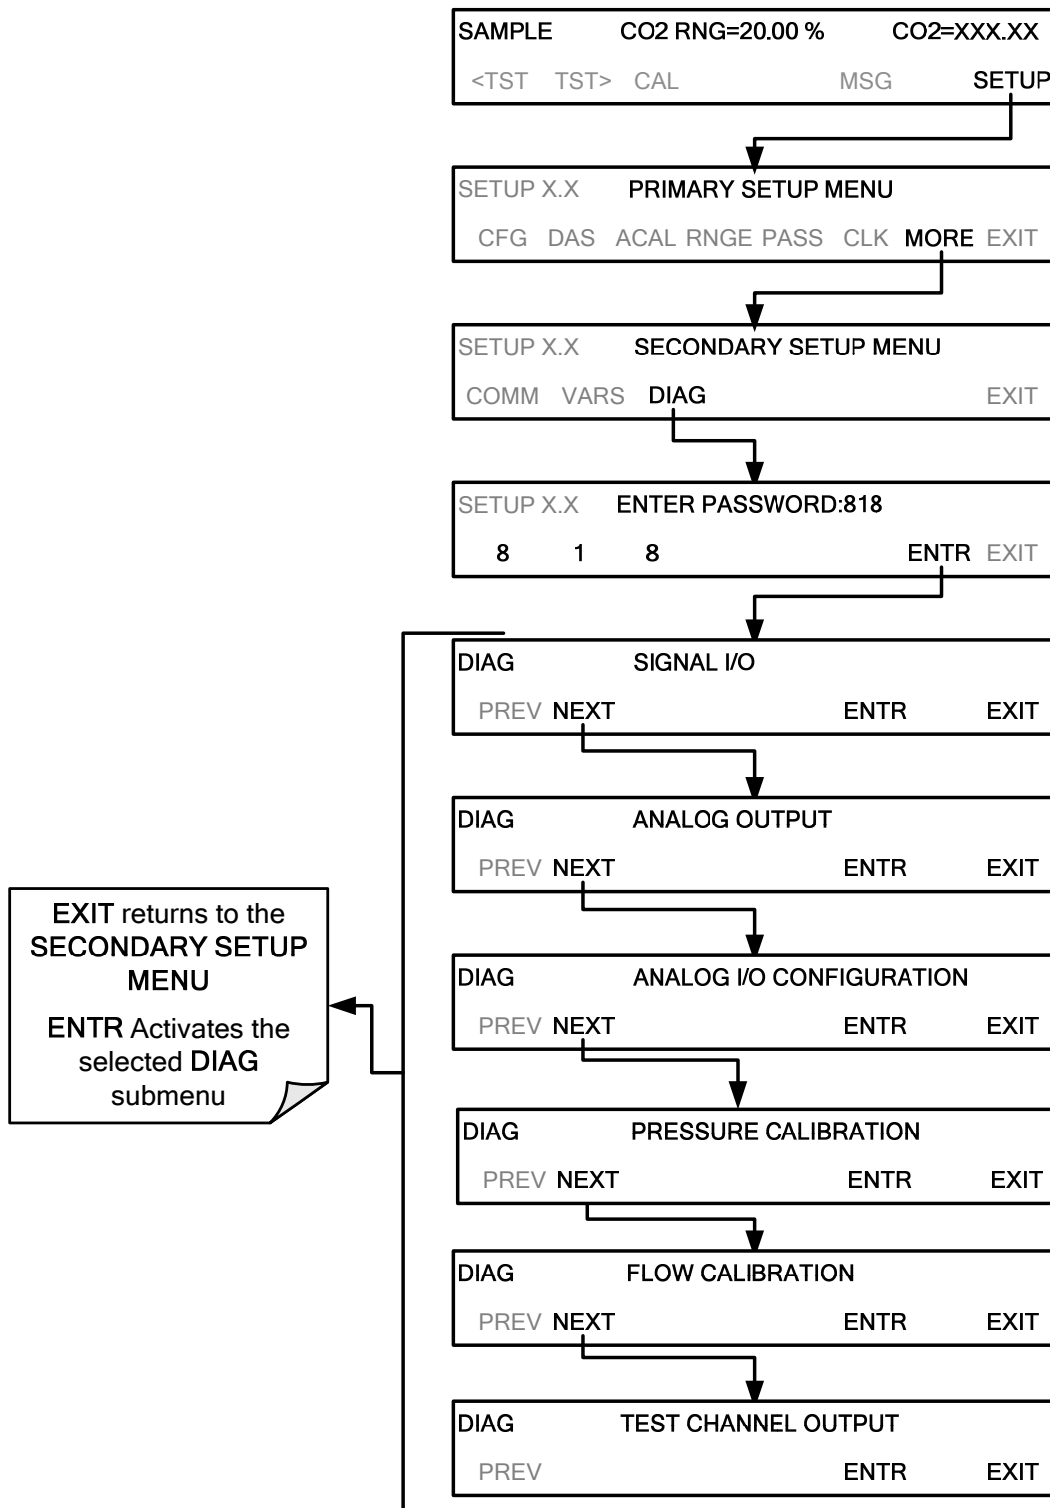 SAMPLE CO2 RNG=20.00 % CO2=XXX.XX
<TST TST> CAL MSG SETUP
SETUP X.X PRIMARY SETUP MENU
CFG DAS ACAL RNGE PASS CLK MORE EXIT
SETUP X.X SECONDARY SETUP MENU
COMM VARS DIAG EXIT
SETUP X.X ENTER PASSWORD:818
8 1 8 ENTR EXIT
DIAG SIGNAL I/O
PREV NEXT ENTR EXIT
DIAG ANALOG OUTPUT
PREV NEXT ENTR EXIT
EXIT returns to the
SECONDARY SETUP
MENU
ENTR Activates the
selected DIAG
submenu
DIAG ANALOG I/O CONFIGURATION
PREV NEXT ENTR EXIT
DIAG PRESSURE CALIBRATION
PREV NEXT ENTR EXIT
DIAG FLOW CALIBRATION
PREV NEXT ENTR EXIT
DIAG TEST CHANNEL OUTPUT
PREV ENTR EXIT